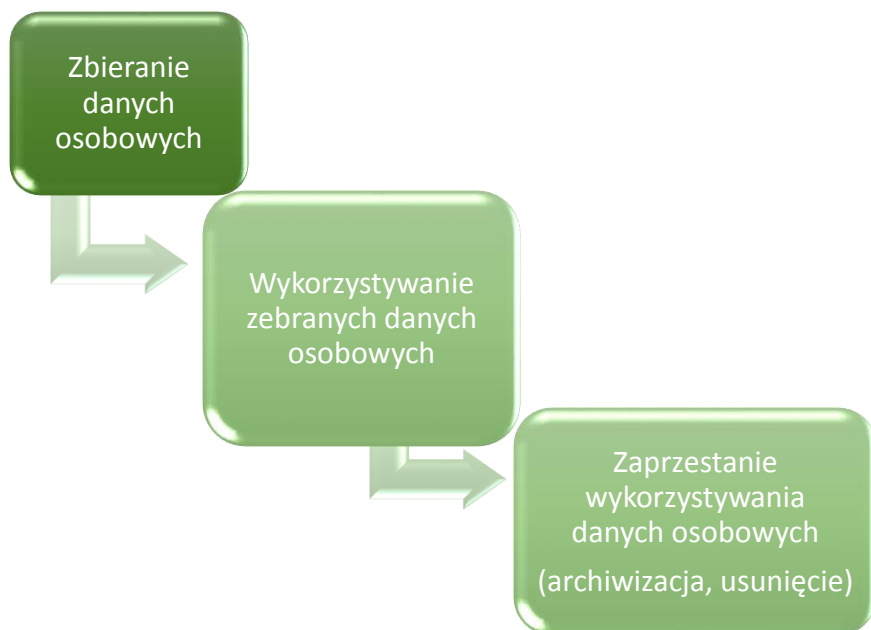 Zbieranie
danych
osobowych
Wykorzystywanie
zebranych danych
osobowych
Zaprzestanie
wykorzystywania
danych osobowych
(archiwizacja, usunięcie)